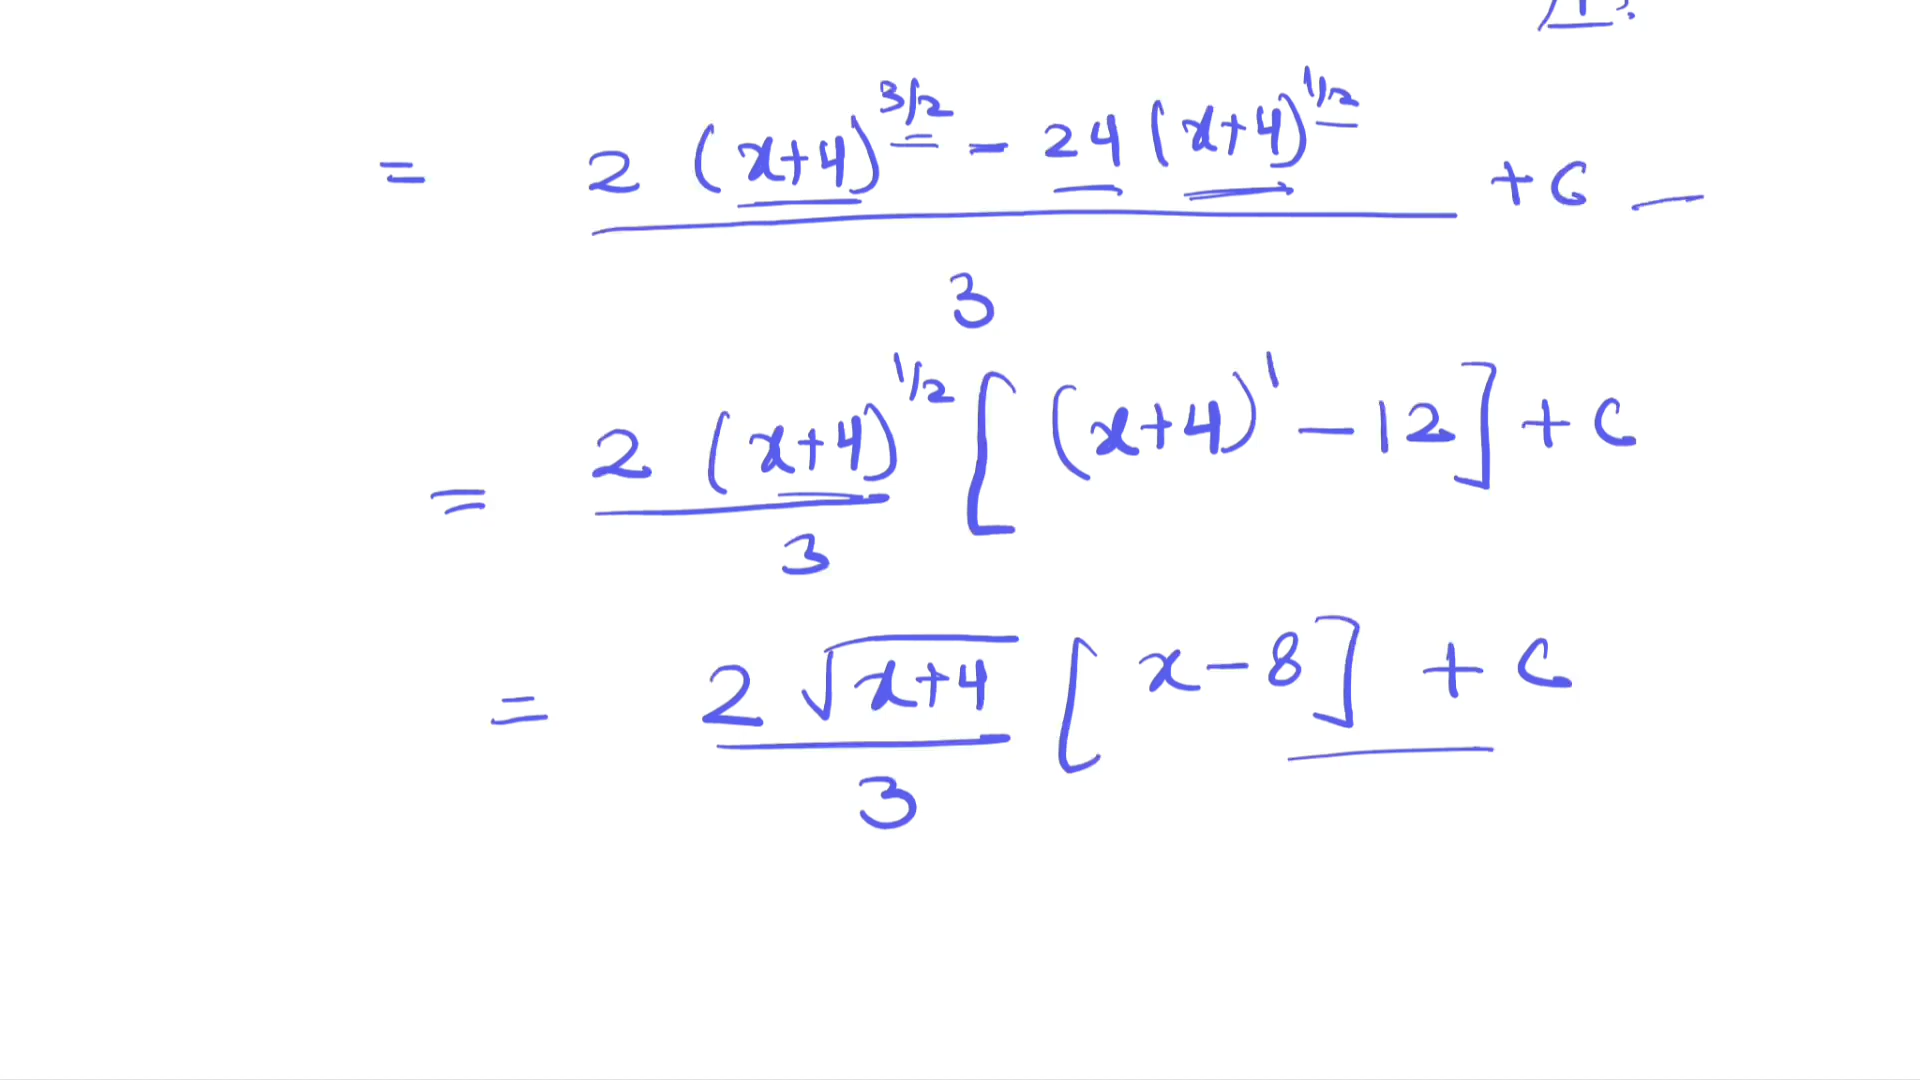 = 2 (x+4)^{3/2} - 24 (x+4)^{1/2} / 3 + C
= 2 (x+4)^{1/2} / 3 [ (x+4)^1 - 12 ] + C
= 2 √(x+4) / 3 [ x - 8 ] + C